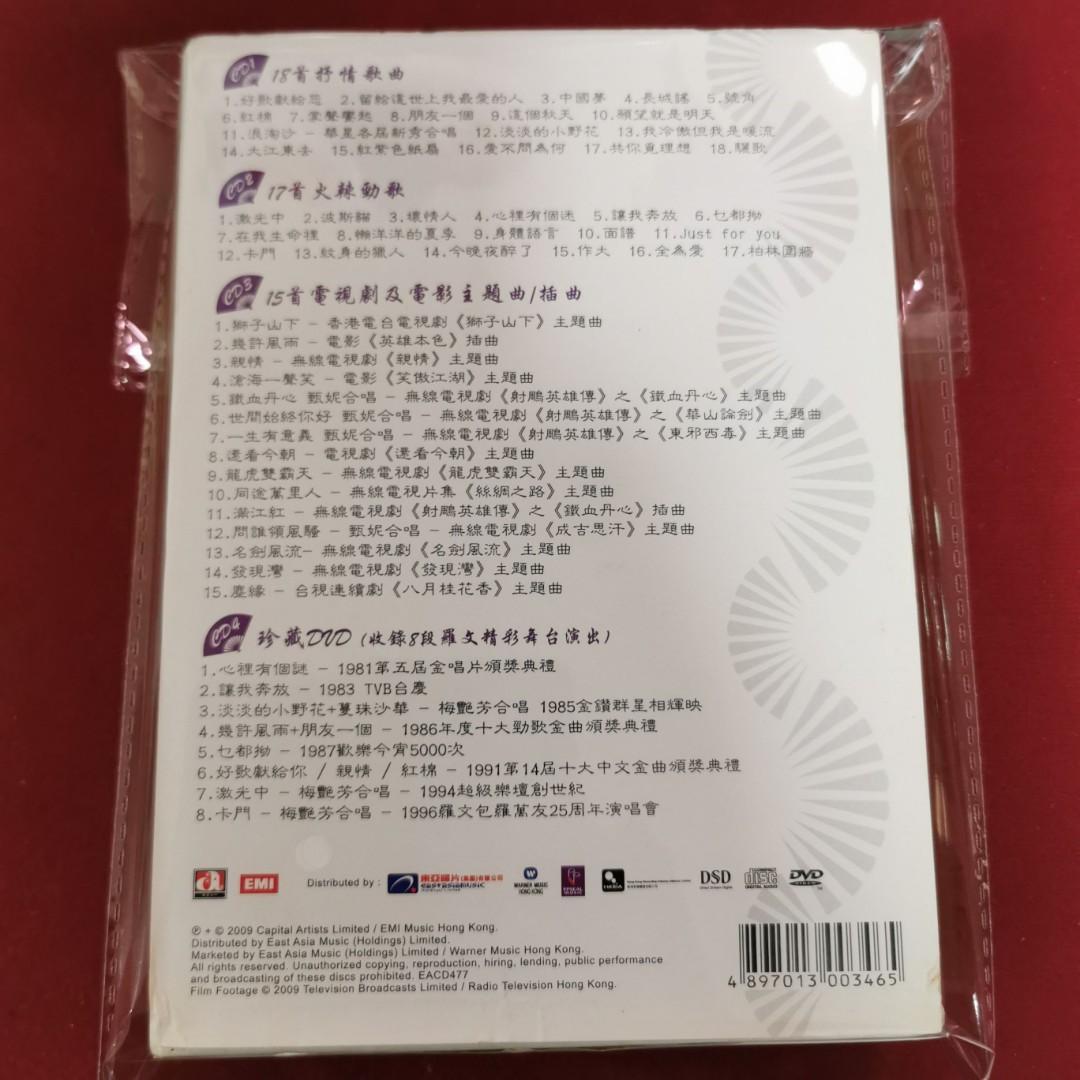 CD1 18首抒情歌曲
1.好歌獻給您 2.留給這世上我最愛的人 3.中國夢 4.長城謠 5.號角
6.紅棉 7.掌聲響起 8.朋友一個 9.這個秋天 10.願望就是明天
11.浪淘沙 - 華星各屆新秀合唱 12.淡淡的小野花 13.我冷傲但我是暖流
14.大江東去 15.紅紫色紙扇 16.愛不問為何 17.共你覓理想 18.驪歌
CD2 17首火辣勁歌
1.激光中 2.波斯貓 3.壞情人 4.心裡有個迷 5.讓我奔放 6.乜都拗
7.在我生命裡 8.懶洋洋的夏季 9.身體語言 10.面譜 11.Just for you
12.卡門 13.紋身的獵人 14.今晚夜醉了 15.作夫 16.全為愛 17.柏林圍牆
CD3 15首電視劇及電影主題曲/插曲
1.獅子山下 - 香港電台電視劇《獅子山下》主題曲
2.幾許風雨 - 電影《英雄本色》插曲
3.親情 - 無線電視劇《親情》主題曲
4.滄海一聲笑 - 電影《笑傲江湖》主題曲
5.鐵血丹心 甄妮合唱 - 無線電視劇《射鵰英雄傳》之《鐵血丹心》主題曲
6.世間始終你好 甄妮合唱 - 無線電視劇《射鵰英雄傳》之《華山論劍》主題曲
7.一生有意義 甄妮合唱 - 無線電視劇《射鵰英雄傳》之《東邪西毒》主題曲
8.還看今朝 - 電視劇《還看今朝》主題曲
9.龍虎雙霸天 - 無線電視劇《龍虎雙霸天》主題曲
10.同途萬里人 - 無線電視片集《絲綢之路》主題曲
11.滿江紅 - 無線電視劇《射鵰英雄傳》之《鐵血丹心》插曲
12.問誰領風騷 - 甄妮合唱 - 無線電視劇《成吉思汗》主題曲
13.名劍風流- 無線電視劇《名劍風流》主題曲
14.發現灣 - 無線電視劇《發現灣》主題曲
15.塵緣 - 台視連續劇《八月桂花香》主題曲
CD4 珍藏DVD (收錄8段羅文精彩舞台演出)
1.心裡有個謎 - 1981第五屆金唱片頒獎典禮
2.讓我奔放 - 1983 TVB台慶
3.淡淡的小野花+蔓珠沙華 - 梅艷芳合唱 1985金鑽群星相輝映
4.幾許風雨+朋友一個 - 1986年度十大勁歌金曲頒獎典禮
5.乜都拗 - 1987歡樂今宵5000次
6.好歌獻給你 / 親情 / 紅棉 - 1991第14屆十大中文金曲頒獎典禮
7.激光中 - 梅艷芳合唱 - 1994超級樂壇創世紀
8.卡門 - 梅艷芳合唱 - 1996羅文包羅萬友25周年演唱會
EMI Distributed by : 東亞唱片(集團)有限公司 WARNER MUSIC HONG KONG DSD disc DIGITAL AUDIO DVD
℗ + © 2009 Capital Artists Limited / EMI Music Hong Kong.
Distributed by East Asia Music (Holdings) Limited.
Marketed by East Asia Music (Holdings) Limited / Warner Music Hong Kong.
All rights reserved. Unauthorized copying, reproduction, hiring, lending, public performance
and broadcasting of these discs prohibited. EACD477
Film Footage © 2009 Television Broadcasts Limited / Radio Television Hong Kong.
4 897013 003465